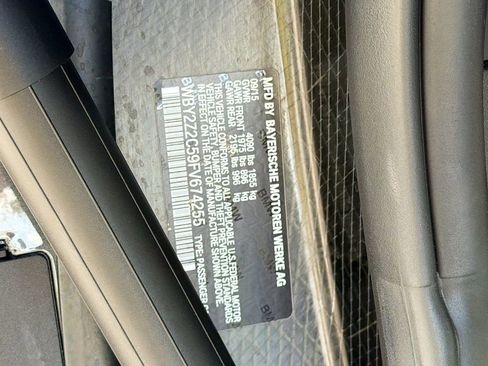 MFD BY BAYERISCHE MOTOREN WERKE AG
09/15
GVWR 4090 lbs 1855 kg
GAWR FRONT 1975 lbs 896 kg
GAWR REAR 2195 lbs 996 kg
THIS VEHICLE CONFORMS TO ALL APPLICABLE U.S. FEDERAL MOTOR
VEHICLE SAFETY, BUMPER AND THEFT PREVENTION STANDARDS
IN EFFECT ON THE DATE OF MANUFACTURE SHOWN ABOVE.
WBY2Z2C59FV674255 TYPE: PASSENGER